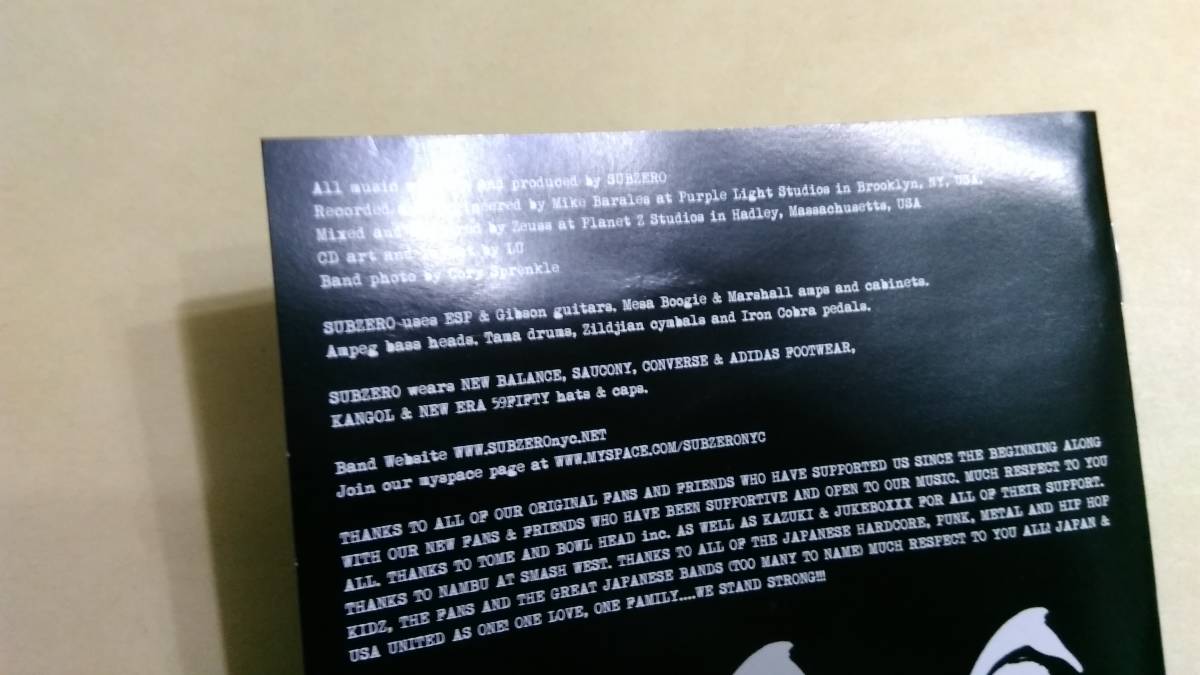 All music and produced by SUBZERO
Recorded by Mike Barales at Purple Light Studios in Brooklyn, NY, USA.
Mixed and by Zeuss at Planet Z Studios in Hadley, Massachusetts, USA
CD art and by LU
Band photo by Cory Sprenkle
SUBZERO uses ESP & Gibson guitars. Mesa Boogie & Marshall amps and cabinets.
Ampeg bass heads. Tama drums, Zildjian cymbals and Iron Cobra pedals.
SUBZERO wears NEW BALANCE, SAUCONY, CONVERSE & ADIDAS FOOTWEAR,
KANGOL & NEW ERA 59FIFTY hats & caps.
Band Website WWW.SUBZEROnyc.NET
Join our myspace page at WWW.MYSPACE.COM/SUBZERONYC
THANKS TO ALL OF OUR ORIGINAL FANS AND FRIENDS WHO HAVE SUPPORTED US SINCE THE BEGINNING ALONG
WITH OUR NEW FANS & FRIENDS WHO HAVE BEEN SUPPORTIVE AND OPEN TO OUR MUSIC. MUCH RESPECT TO YOU
ALL. THANKS TO TOME AND BOWL HEAD inc. AS WELL AS KAZUKI & JUKEBOXXX FOR ALL OF THEIR SUPPORT.
THANKS TO NAMBU AT SMASH WEST. THANKS TO ALL OF THE JAPANESE HARDCORE, PUNK, METAL AND HIP HOP
KIDZ, THE FANS AND THE GREAT JAPANESE BANDS (TOO MANY TO NAME) MUCH RESPECT TO YOU ALL! JAPAN &
USA UNITED AS ONE! ONE LOVE, ONE FAMILY....WE STAND STRONG!!!